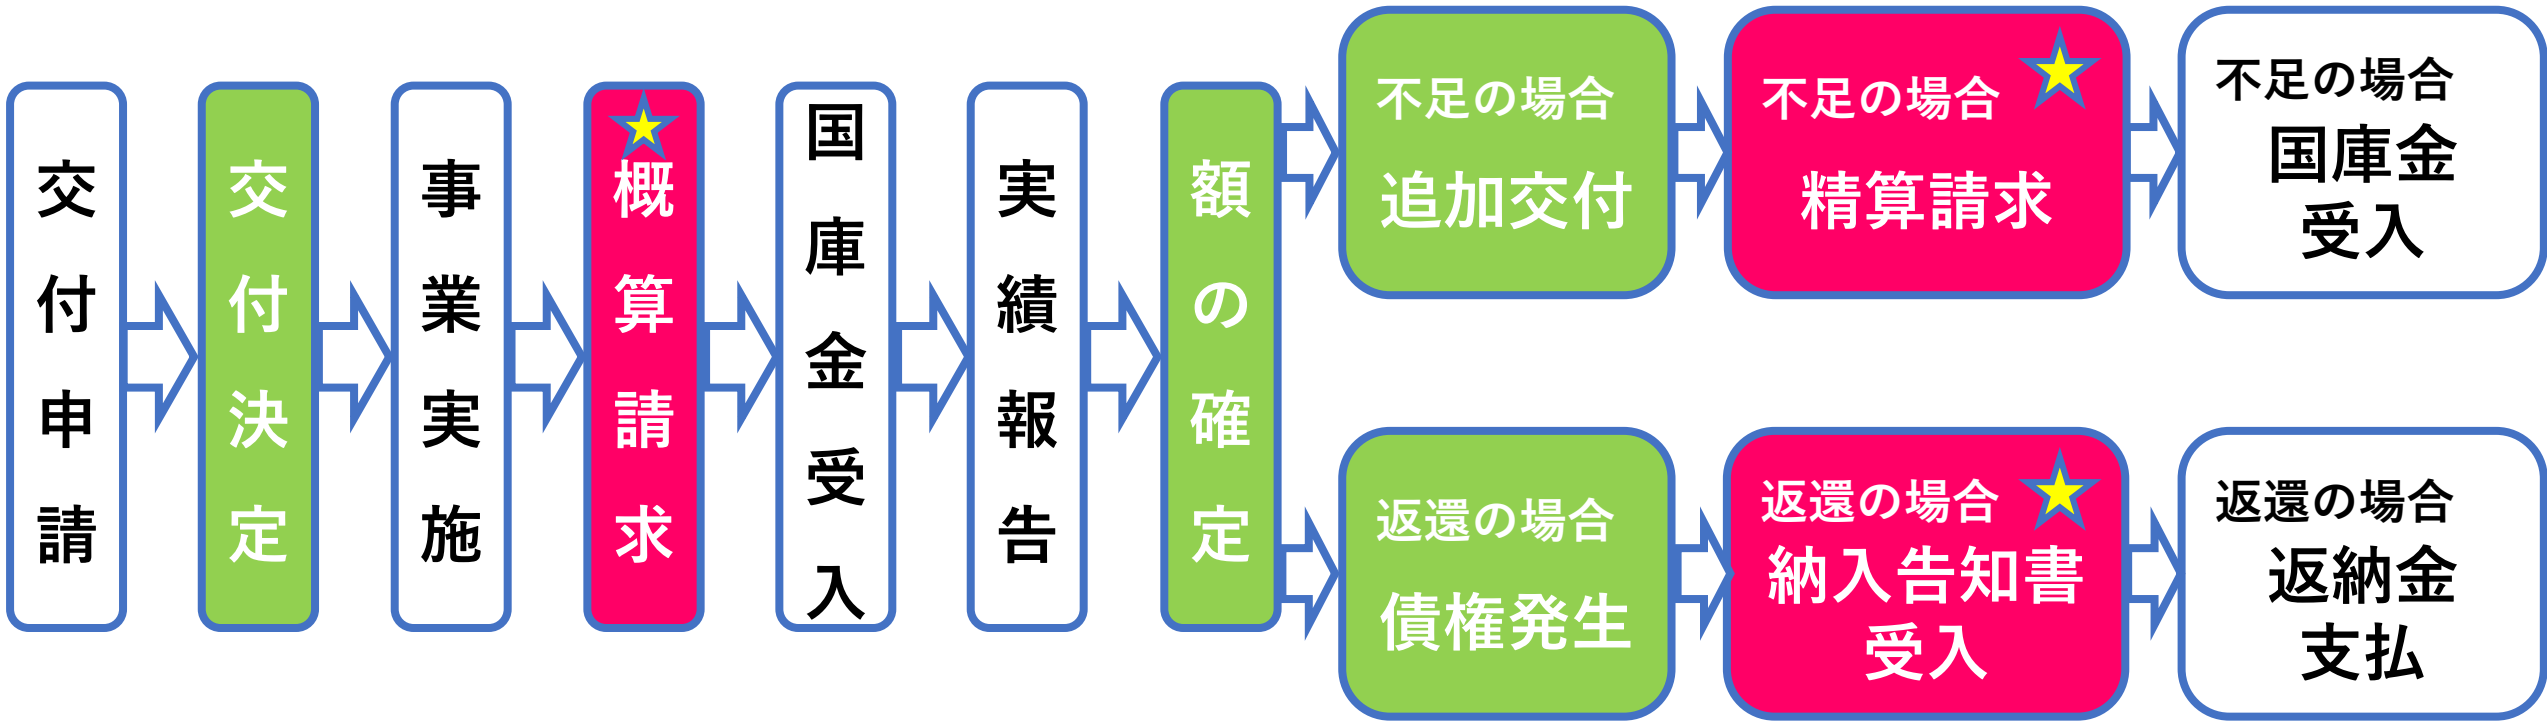 交付申請
交付決定
事業実施
概算請求
国庫金受入
実績報告
額の確定
不足の場合
追加交付
不足の場合
精算請求
不足の場合
国庫金
受入
返還の場合
債権発生
返還の場合
納入告知書
受入
返還の場合
返納金
支払